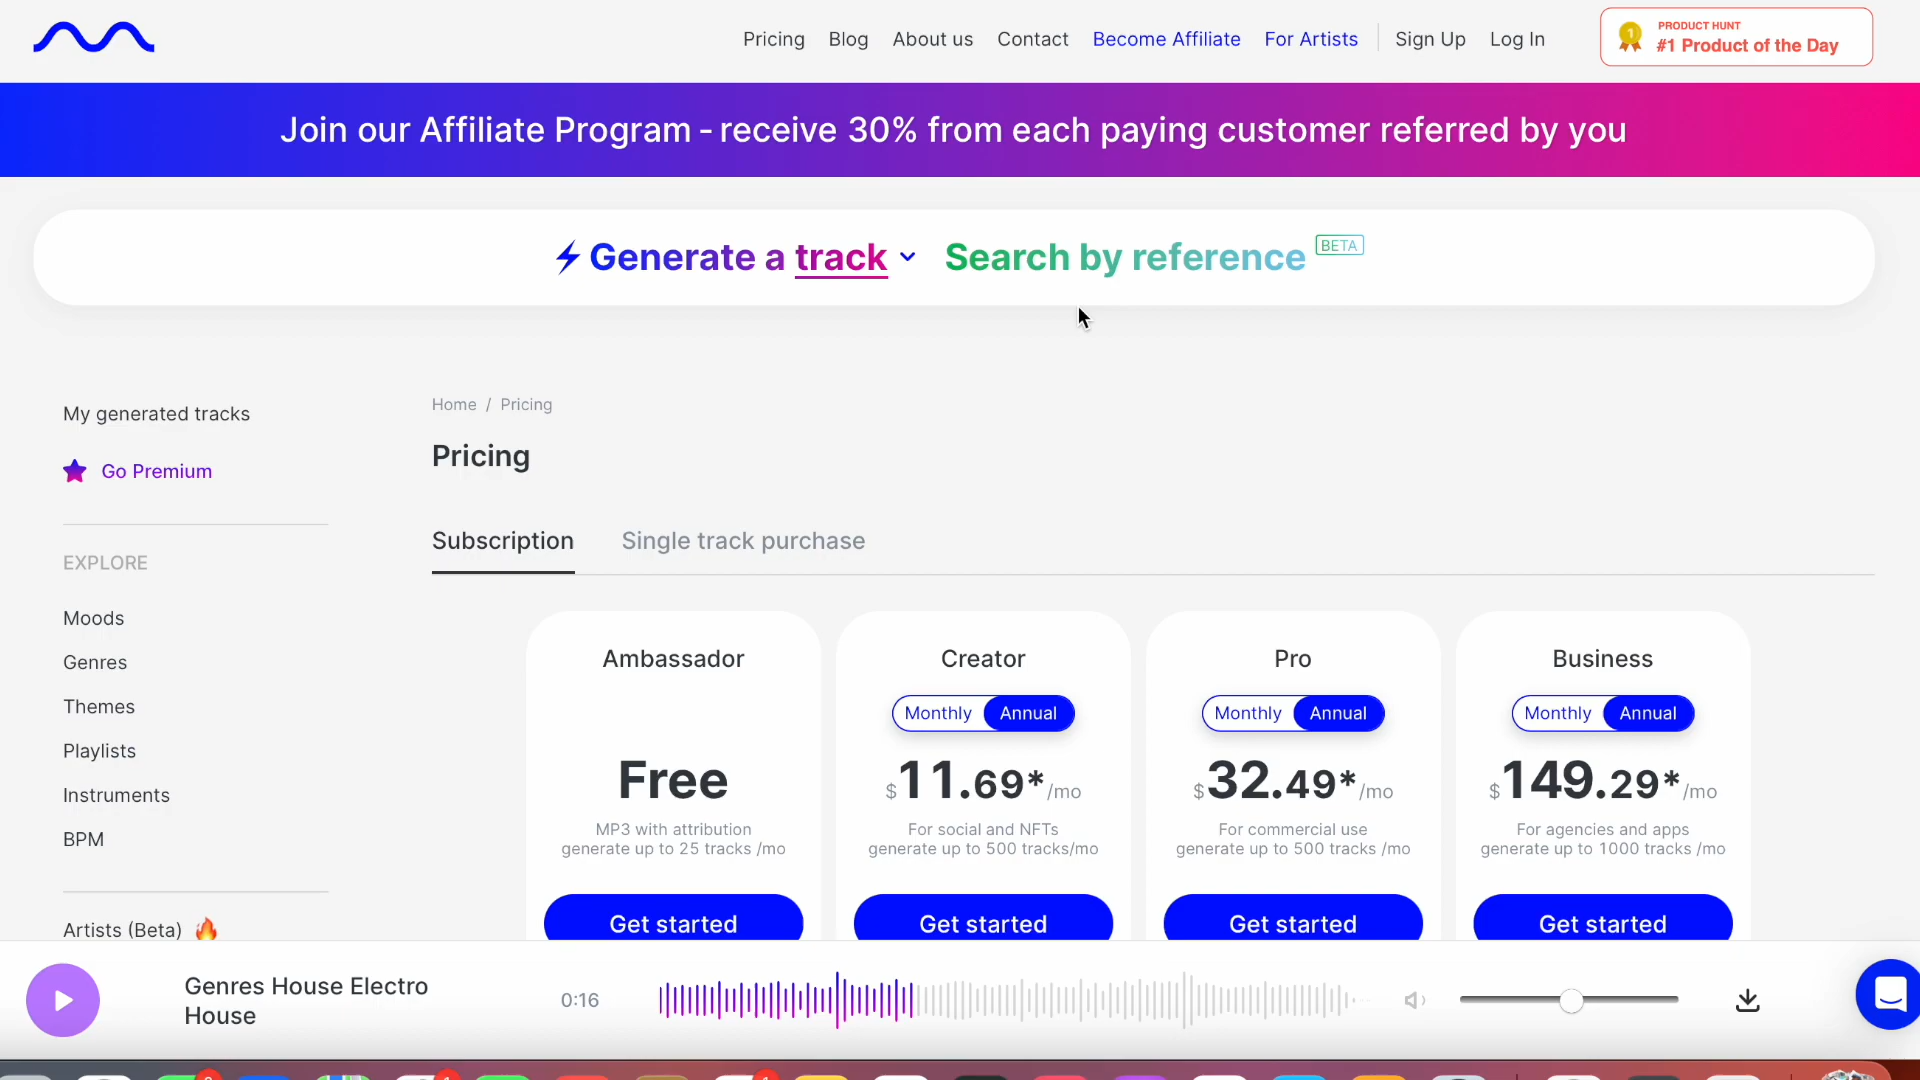 Pricing Blog About us Contact Become Affiliate For Artists Sign Up Log In
PRODUCT HUNT
1 #1 Product of the Day
Join our Affiliate Program - receive 30% from each paying customer referred by you
Generate a track Search by reference BETA
My generated tracks
Go Premium
EXPLORE
Moods
Genres
Themes
Playlists
Instruments
BPM
Artists (Beta)
Home / Pricing
Pricing
Subscription Single track purchase
Ambassador
Free
MP3 with attribution
generate up to 25 tracks /mo
Get started
Creator
Monthly Annual
$11.69*/mo
For social and NFTs
generate up to 500 tracks/mo
Get started
Pro
Monthly Annual
$32.49*/mo
For commercial use
generate up to 500 tracks /mo
Get started
Business
Monthly Annual
$149.29*/mo
For agencies and apps
generate up to 1000 tracks /mo
Get started
Genres House Electro
House
0:16